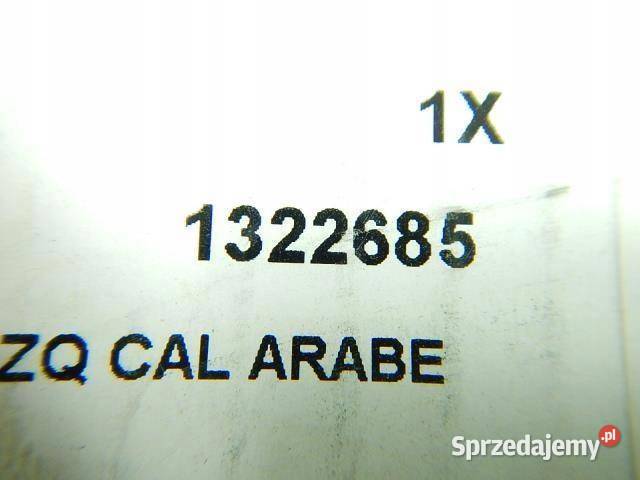 1X
1322685
ZQ CAL ARABE
Sprzedajemy.pl